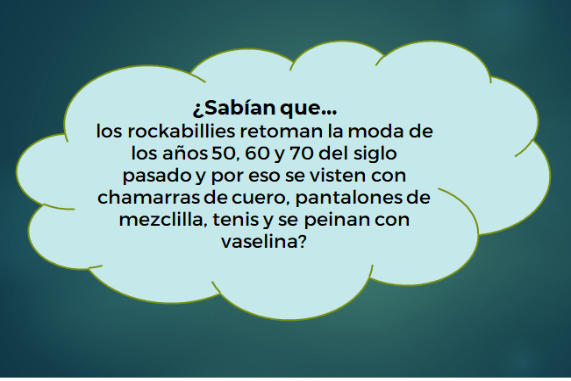 ¿Sabían que...
los rockabillies retoman la moda de
los años 50, 60 y 70 del siglo
pasado y por eso se visten con
chamarras de cuero, pantalones de
mezclilla, tenis y se peinan con
vaselina?